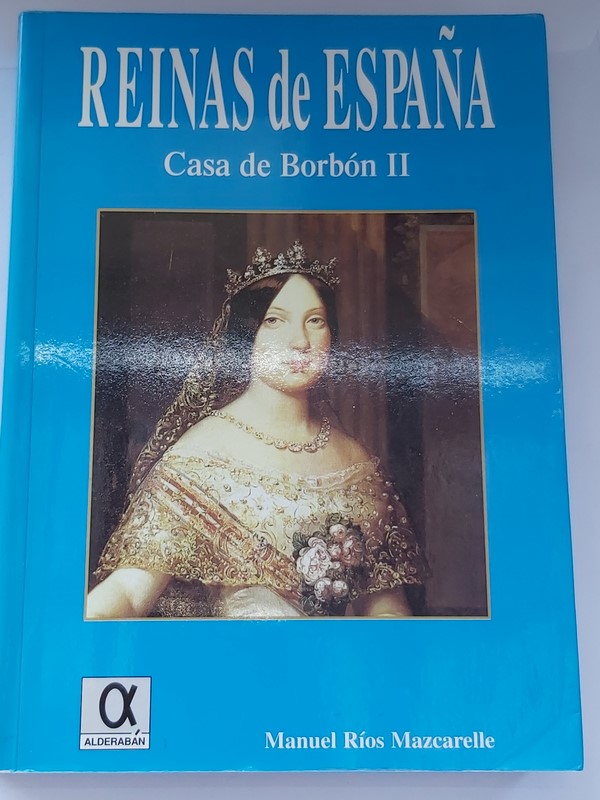 REINAS de ESPAÑA
Casa de Borbón II
α
ALDERABÁN
Manuel Ríos Mazcarelle